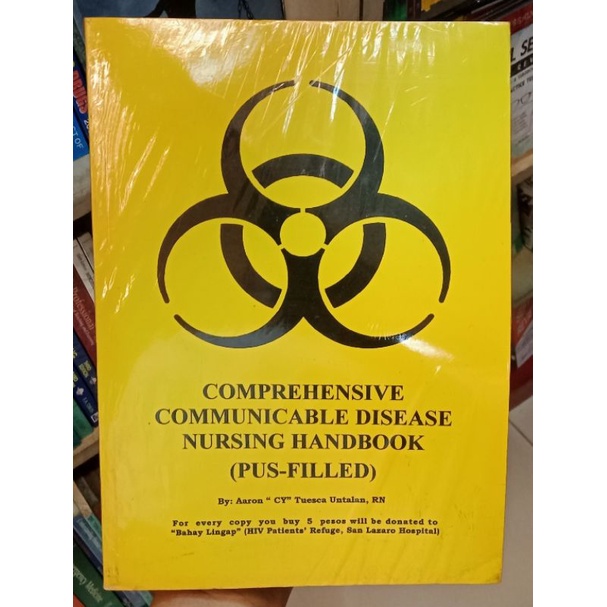 COMPREHENSIVE
COMMUNICABLE DISEASE
NURSING HANDBOOK
(PUS-FILLED)
By: Aaron " CY" Tuesca Untalan, RN
For every copy you buy 5 pesos will be donated to
"Bahay Lingap" (HIV Patients' Refuge, San Lazaro Hospital)